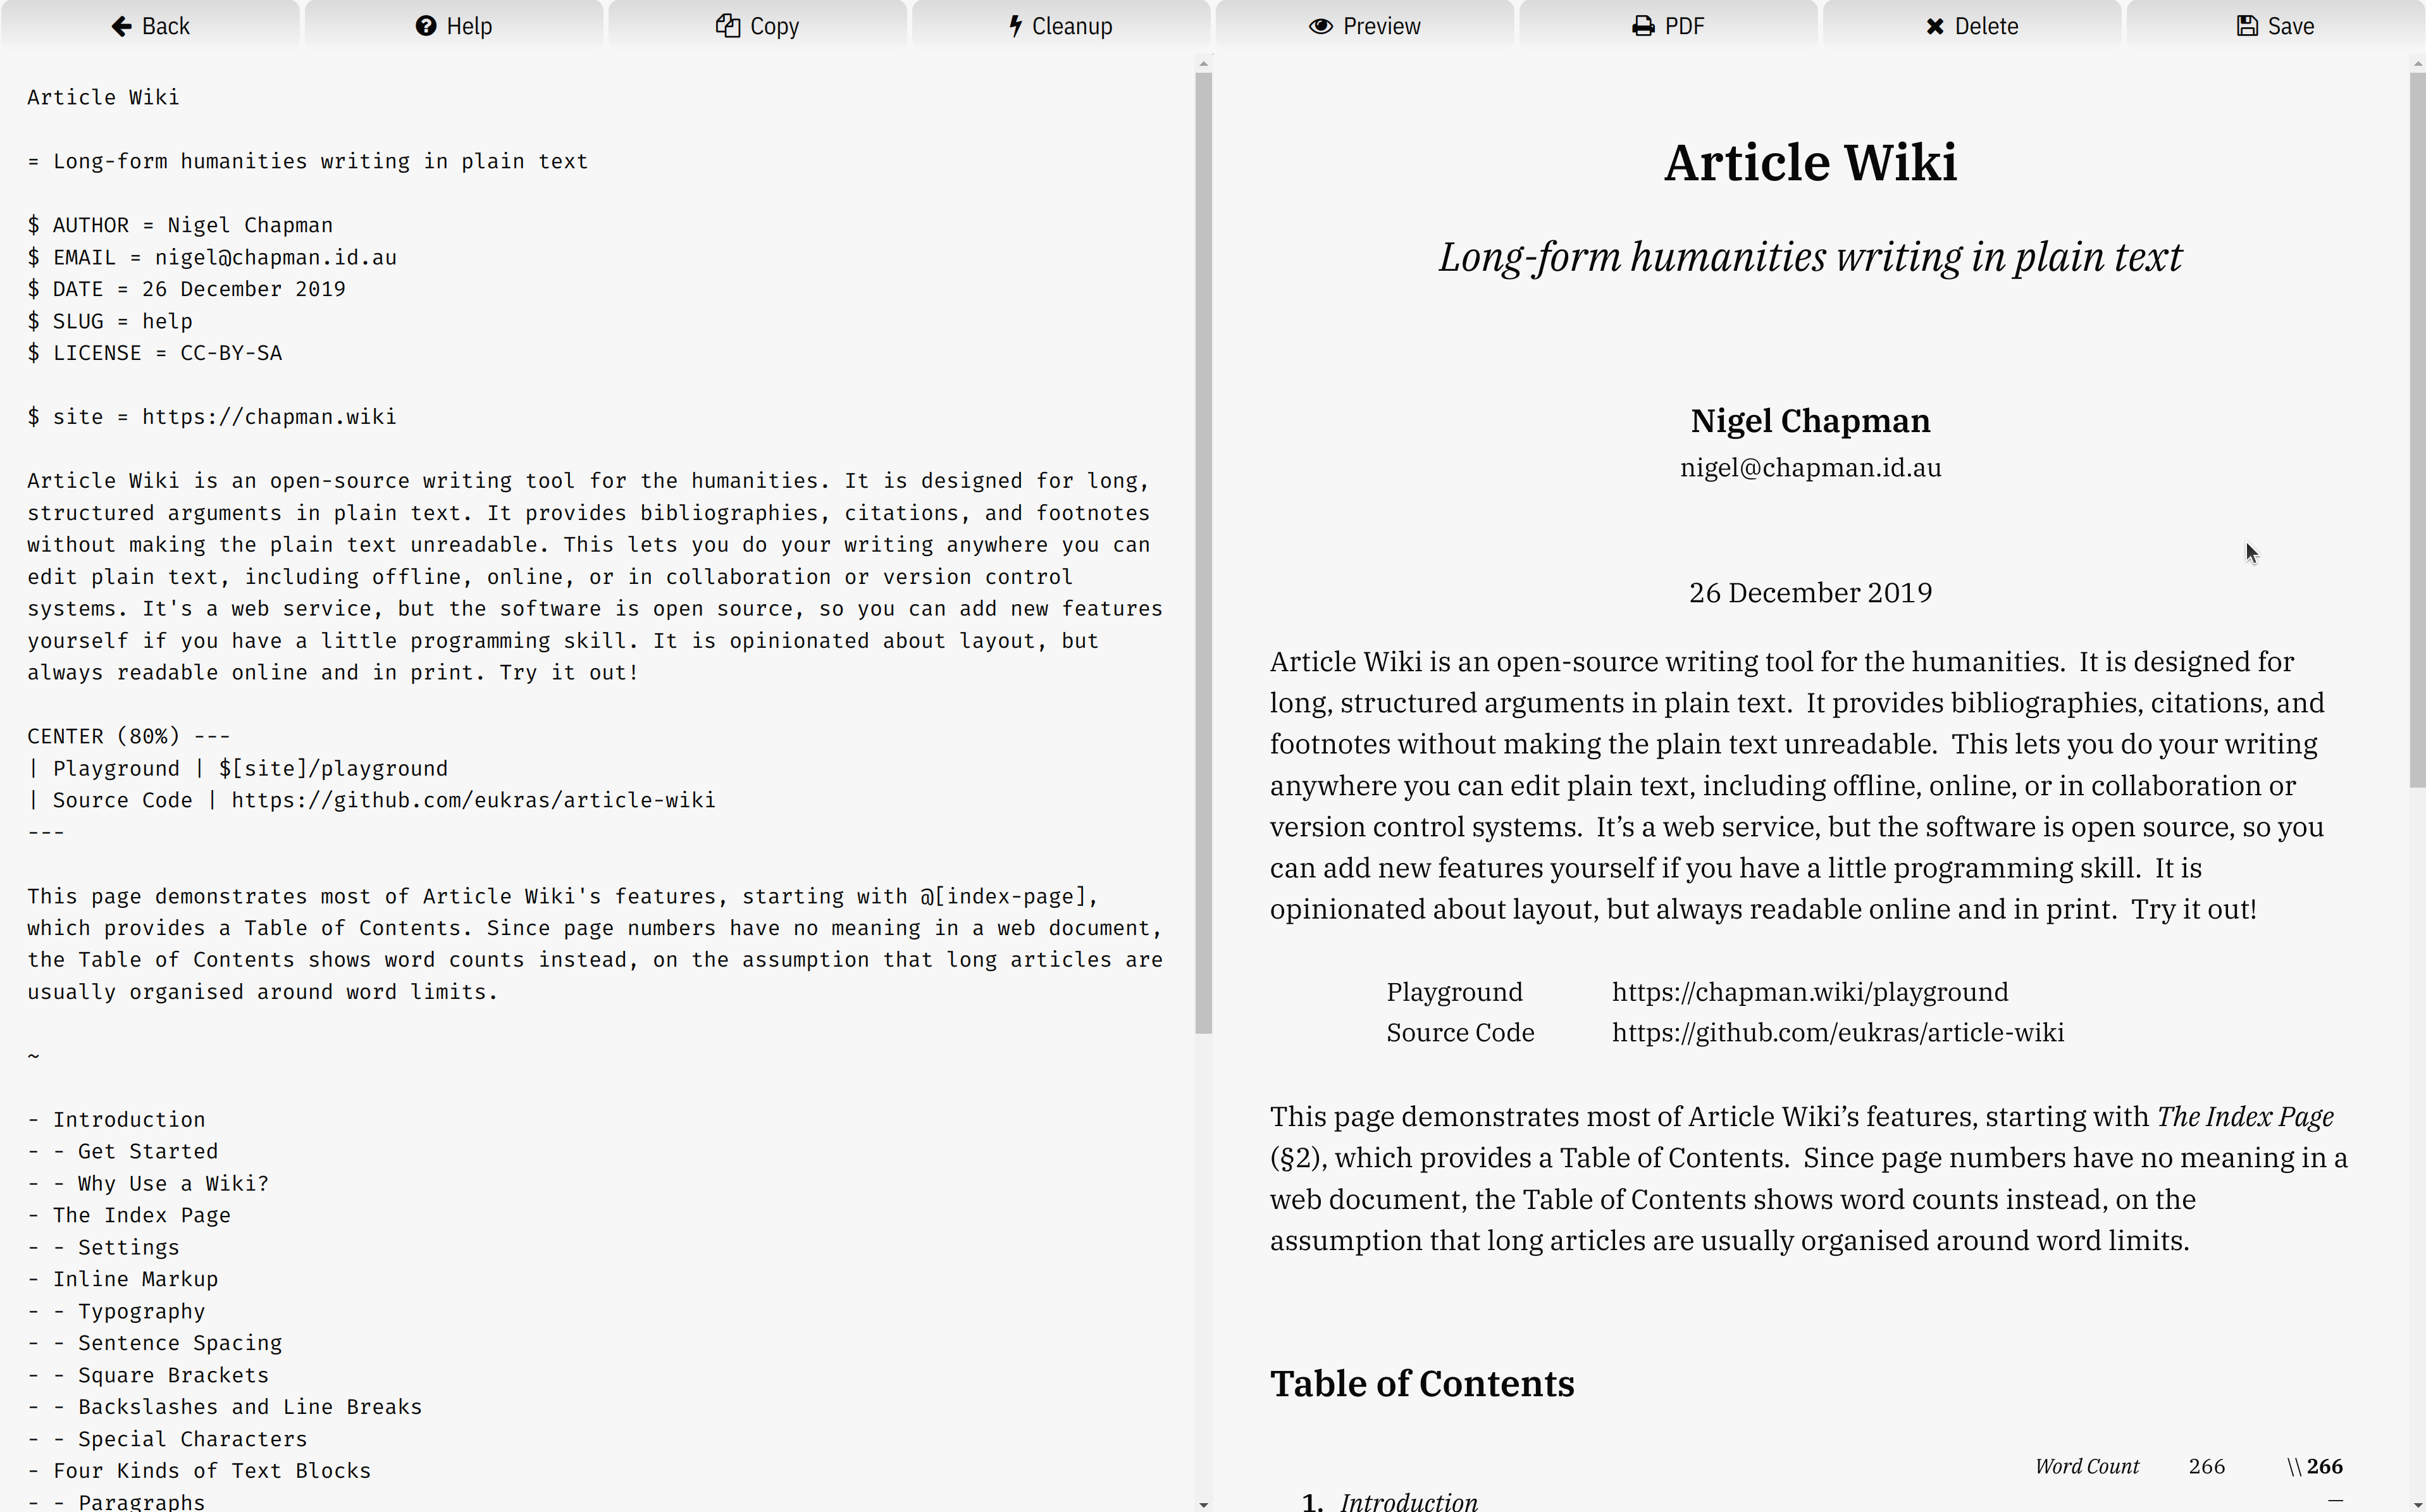 Back Help Copy Cleanup Preview PDF Delete Save
Article Wiki
= Long-form humanities writing in plain text
$ AUTHOR = Nigel Chapman
$ EMAIL = nigel@chapman.id.au
$ DATE = 26 December 2019
$ SLUG = help
$ LICENSE = CC-BY-SA
$ site = https://chapman.wiki
Article Wiki is an open-source writing tool for the humanities. It is designed for long,
structured arguments in plain text. It provides bibliographies, citations, and footnotes
without making the plain text unreadable. This lets you do your writing anywhere you can
edit plain text, including offline, online, or in collaboration or version control
systems. It's a web service, but the software is open source, so you can add new features
yourself if you have a little programming skill. It is opinionated about layout, but
always readable online and in print. Try it out!
CENTER (80%) ---
| Playground | $[site]/playground
| Source Code | https://github.com/eukras/article-wiki
---
This page demonstrates most of Article Wiki's features, starting with @[index-page],
which provides a Table of Contents. Since page numbers have no meaning in a web document,
the Table of Contents shows word counts instead, on the assumption that long articles are
usually organised around word limits.
~
- Introduction
- - Get Started
- - Why Use a Wiki?
- The Index Page
- - Settings
- Inline Markup
- - Typography
- - Sentence Spacing
- - Square Brackets
- - Backslashes and Line Breaks
- - Special Characters
- Four Kinds of Text Blocks
- - Paragraphs
Article Wiki
Long-form humanities writing in plain text
Nigel Chapman
nigel@chapman.id.au
26 December 2019
Article Wiki is an open-source writing tool for the humanities. It is designed for
long, structured arguments in plain text. It provides bibliographies, citations, and
footnotes without making the plain text unreadable. This lets you do your writing
anywhere you can edit plain text, including offline, online, or in collaboration or
version control systems. It’s a web service, but the software is open source, so you
can add new features yourself if you have a little programming skill. It is
opinionated about layout, but always readable online and in print. Try it out!
Playground https://chapman.wiki/playground
Source Code https://github.com/eukras/article-wiki
This page demonstrates most of Article Wiki’s features, starting with The Index Page
(§2), which provides a Table of Contents. Since page numbers have no meaning in a
web document, the Table of Contents shows word counts instead, on the
assumption that long articles are usually organised around word limits.
Table of Contents
Word Count 266 \\ 266
1. Introduction —